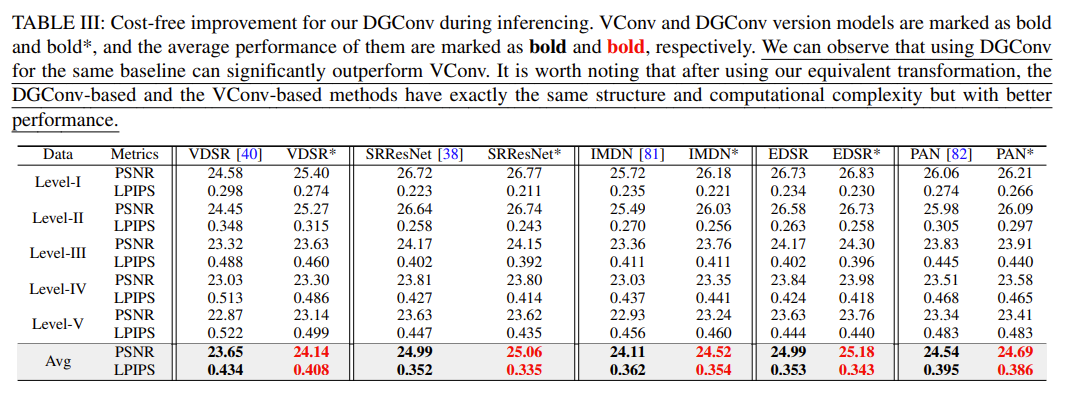 TABLE III: Cost-free improvement for our DGConv during inferencing. VConv and DGConv version models are marked as bold
and bold*, and the average performance of them are marked as bold and bold, respectively. We can observe that using DGConv
for the same baseline can significantly outperform VConv. It is worth noting that after using our equivalent transformation, the
DGConv-based and the VConv-based methods have exactly the same structure and computational complexity but with better
performance.
Data Metrics VDSR [40] VDSR* SRResNet [38] SRResNet* IMDN [81] IMDN* EDSR EDSR* PAN [82] PAN*
Level-I PSNR 24.58 25.40 26.72 26.77 25.72 26.18 26.73 26.83 26.06 26.21
LPIPS 0.298 0.274 0.223 0.211 0.235 0.221 0.234 0.230 0.274 0.266
Level-II PSNR 24.45 25.27 26.64 26.74 25.49 26.03 26.58 26.73 25.98 26.09
LPIPS 0.348 0.315 0.258 0.243 0.270 0.256 0.263 0.258 0.305 0.297
Level-III PSNR 23.32 23.63 24.17 24.15 23.36 23.76 24.17 24.30 23.83 23.91
LPIPS 0.488 0.460 0.402 0.392 0.411 0.411 0.402 0.396 0.445 0.440
Level-IV PSNR 23.03 23.30 23.81 23.80 23.03 23.35 23.84 23.98 23.51 23.58
LPIPS 0.513 0.486 0.427 0.414 0.437 0.441 0.424 0.418 0.468 0.465
Level-V PSNR 22.87 23.14 23.63 23.62 22.93 23.24 23.63 23.76 23.34 23.41
LPIPS 0.522 0.499 0.447 0.435 0.456 0.460 0.444 0.440 0.483 0.483
Avg PSNR 23.65 24.14 24.99 25.06 24.11 24.52 24.99 25.18 24.54 24.69
LPIPS 0.434 0.408 0.352 0.335 0.362 0.354 0.353 0.343 0.395 0.386